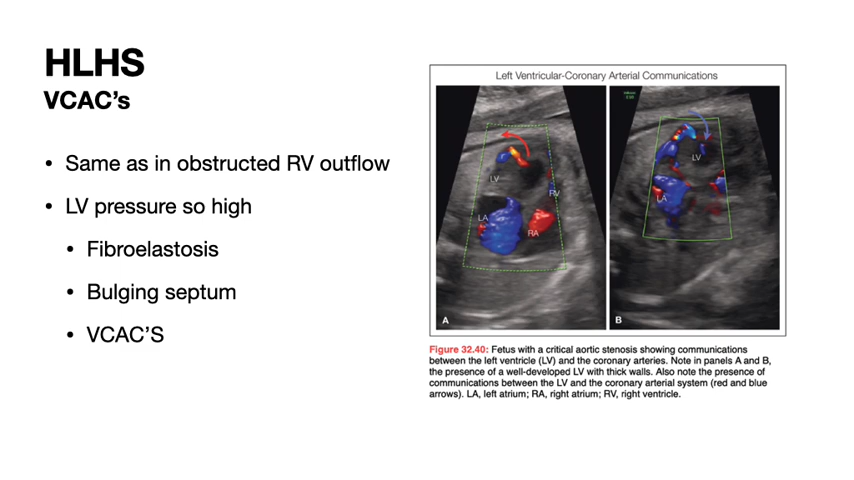 HLHS
VCAC’s
• Same as in obstructed RV outflow
• LV pressure so high
• Fibroelastosis
• Bulging septum
• VCAC’S
Left Ventricular-Coronary Arterial Communications
LV
RV
LA
RA
A
LV
LA
B
Figure 32.40: Fetus with a critical aortic stenosis showing communications
between the left ventricle (LV) and the coronary arteries. Note in panels A and B,
the presence of a well-developed LV with thick walls. Also note the presence of
communications between the LV and the coronary arterial system (red and blue
arrows). LA, left atrium; RA, right atrium; RV, right ventricle.